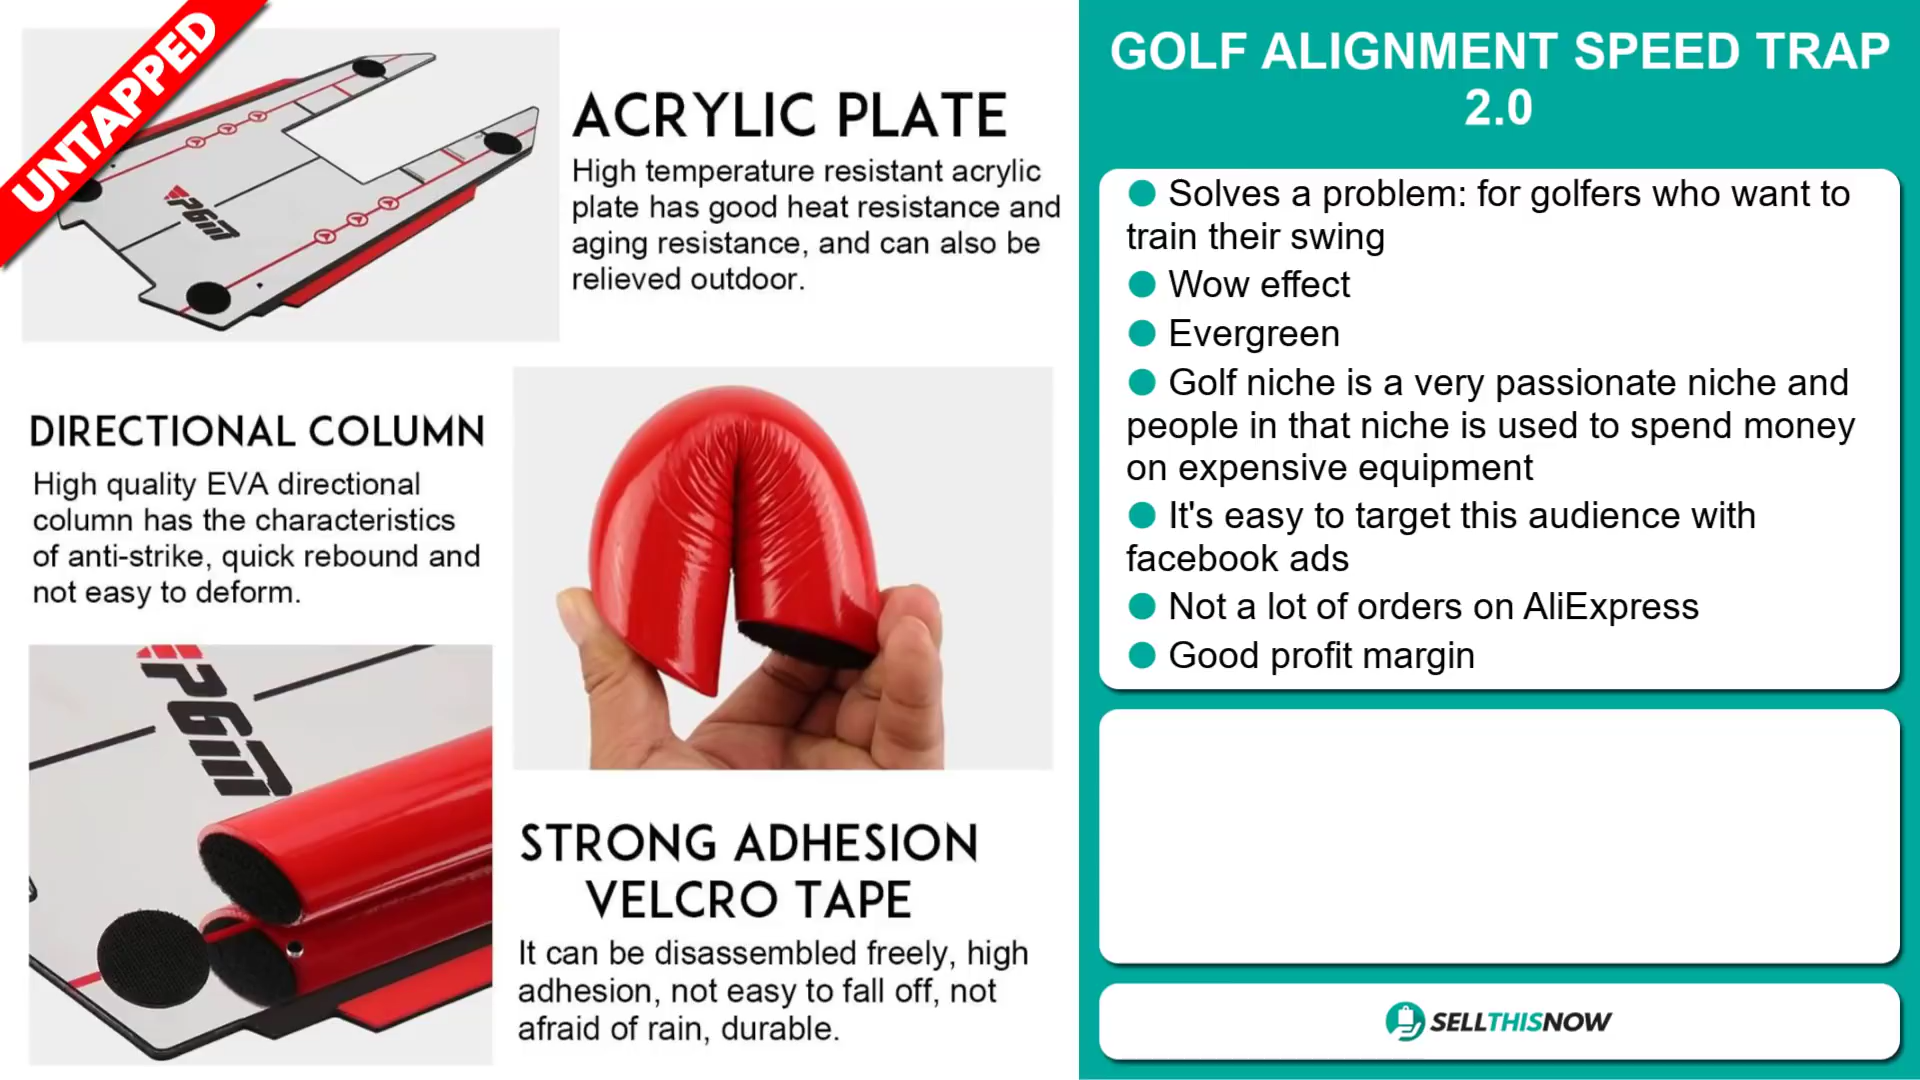 UNTAPPED
PGM
ACRYLIC PLATE
High temperature resistant acrylic
plate has good heat resistance and
aging resistance, and can also be
relieved outdoor.
DIRECTIONAL COLUMN
High quality EVA directional
column has the characteristics
of anti-strike, quick rebound and
not easy to deform.
PGM
STRONG ADHESION
VELCRO TAPE
It can be disassembled freely, high
adhesion, not easy to fall off, not
afraid of rain, durable.
GOLF ALIGNMENT SPEED TRAP
2.0
● Solves a problem: for golfers who want to
train their swing
● Wow effect
● Evergreen
● Golf niche is a very passionate niche and
people in that niche is used to spend money
on expensive equipment
● It's easy to target this audience with
facebook ads
● Not a lot of orders on AliExpress
● Good profit margin
SELLTHISNOW